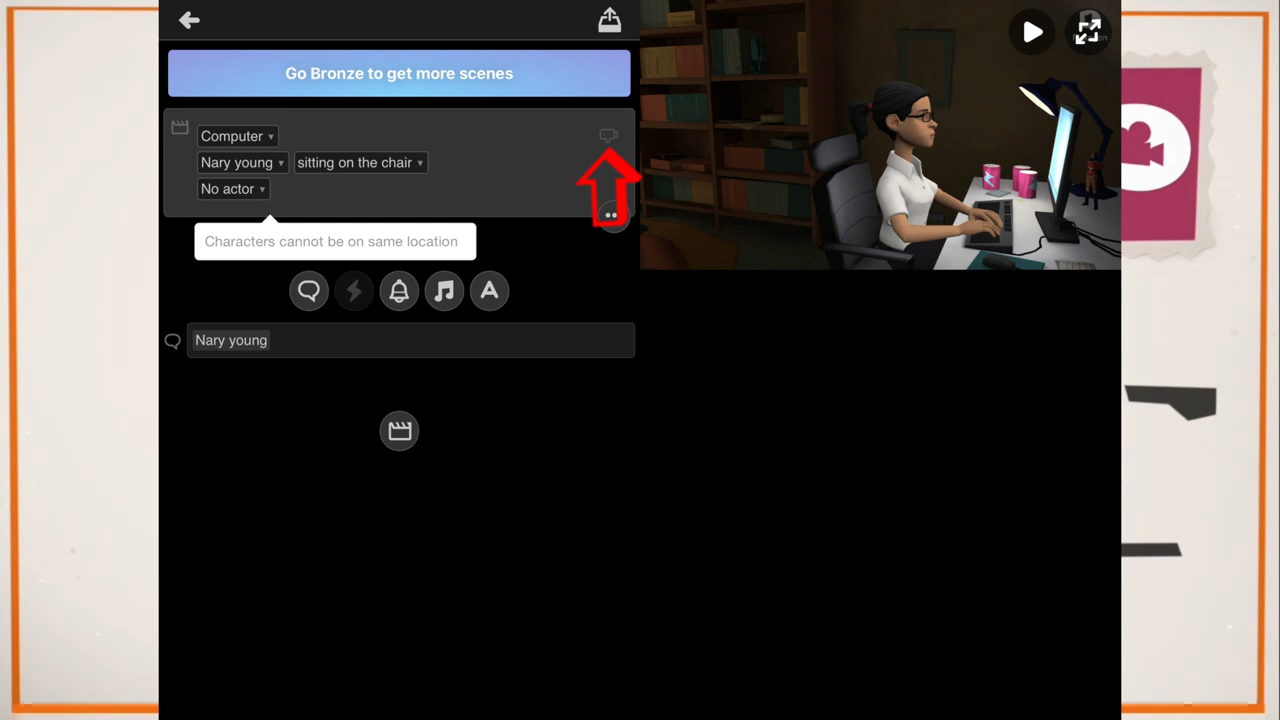 Go Bronze to get more scenes
Computer
Nary young sitting on the chair
No actor
Characters cannot be on same location
A
Nary young